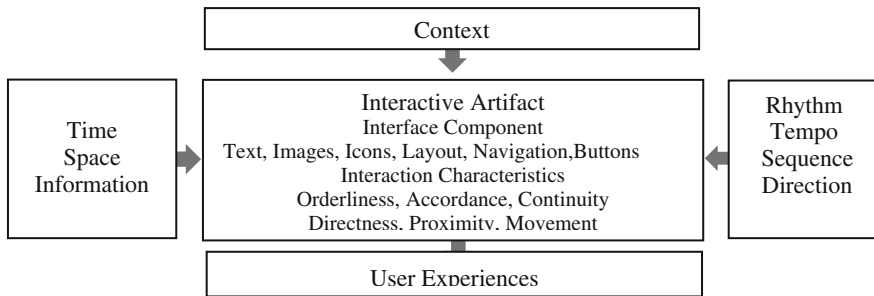 Context
Time
Space
Information
Interactive Artifact
Interface Component
Text, Images, Icons, Layout, Navigation,Buttons
Interaction Characteristics
Orderliness, Accordance, Continuity
Directness, Proximity, Movement
Rhythm
Tempo
Sequence
Direction
User Experiences